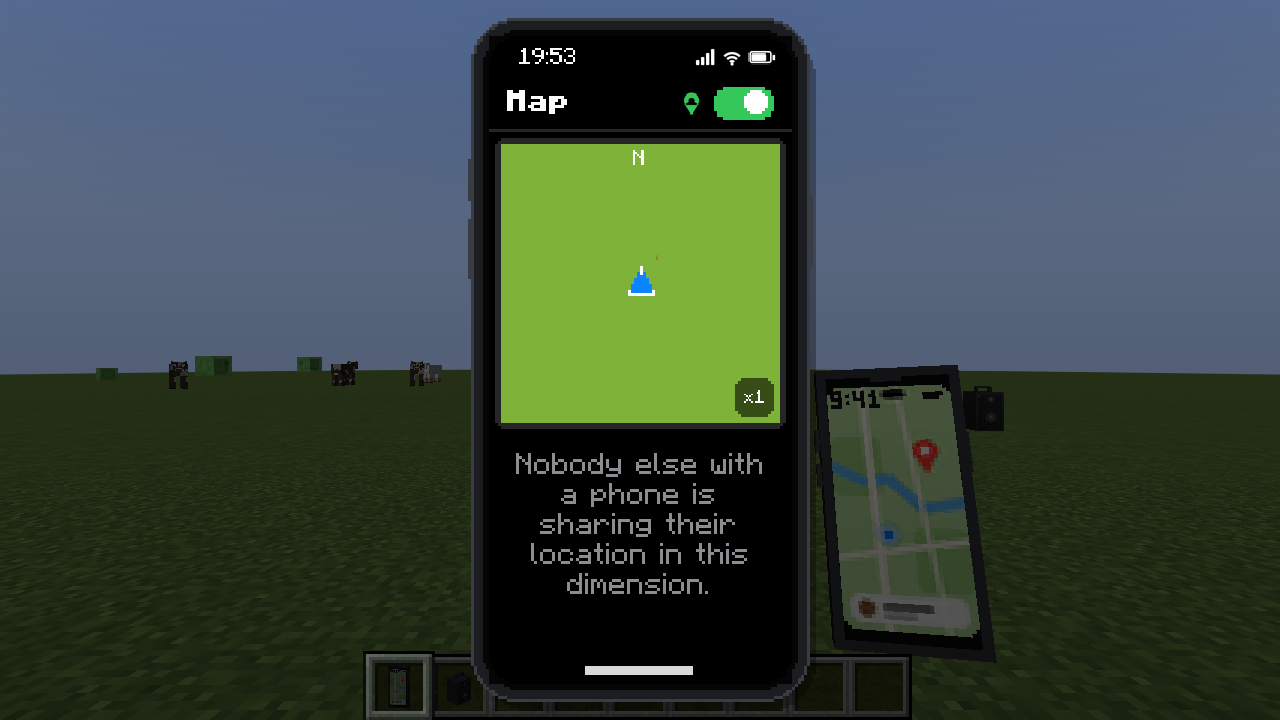 19:53
Map
N
x1
Nobody else with
a phone is
sharing their
location in this
dimension.
9:41